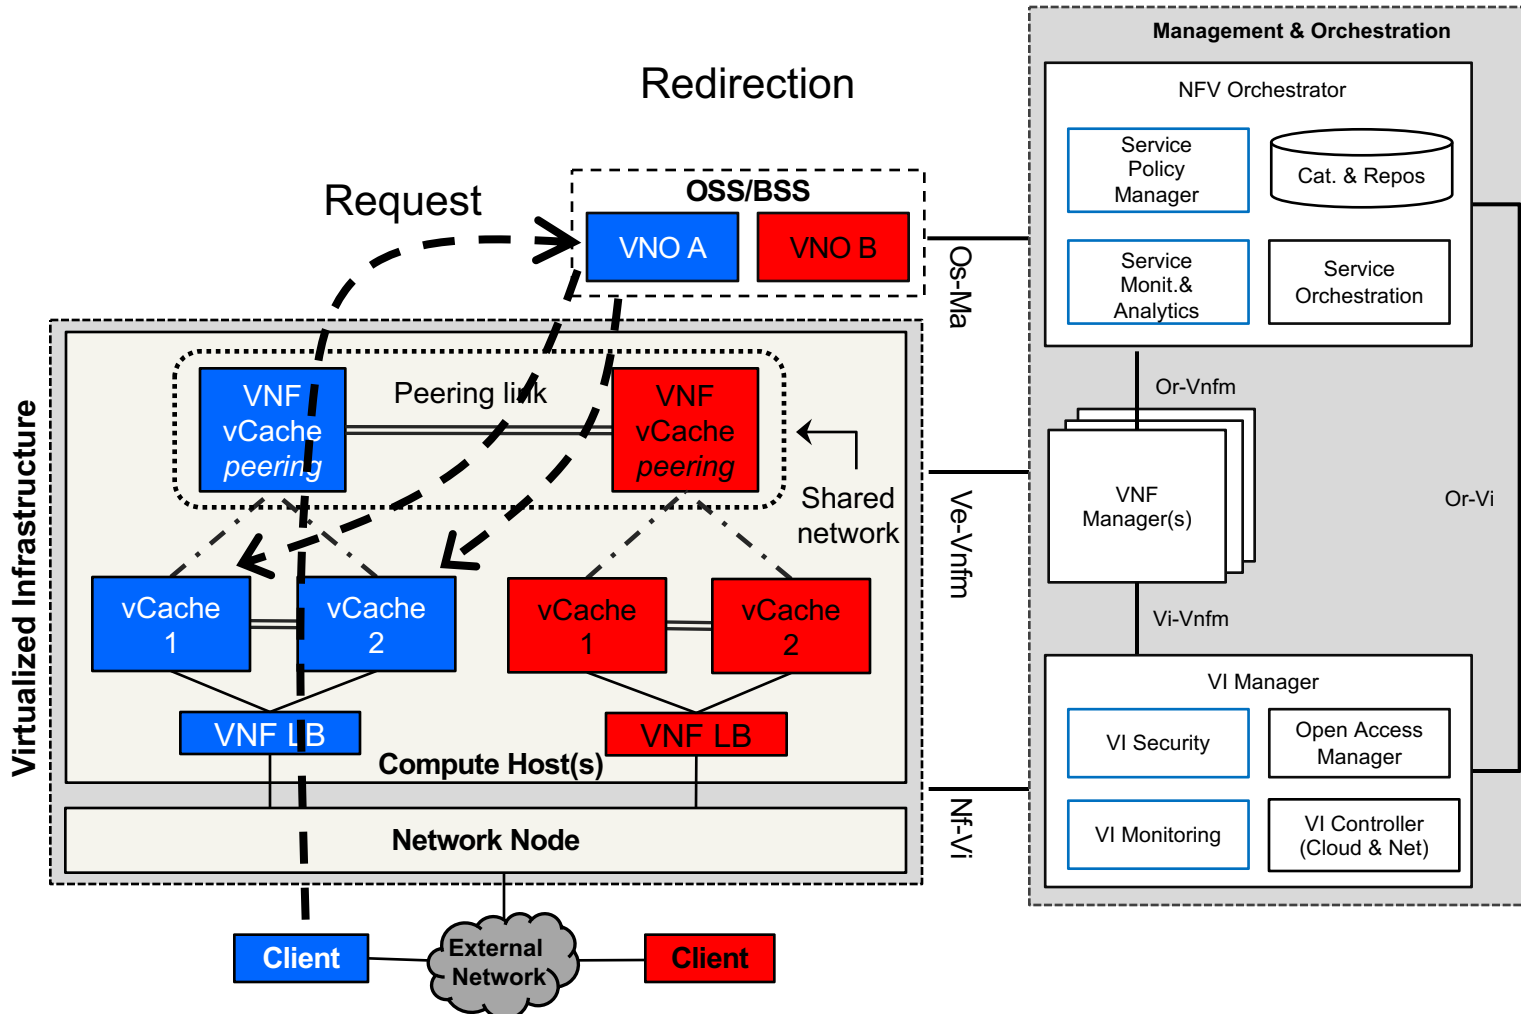 Management & Orchestration
Redirection
NFV Orchestrator
Service
Policy
Manager
Cat. & Repos
Request
OSS/BSS
VNO A
VNO B
Os-Ma
Service
Monit.&
Analytics
Service
Orchestration
Virtualized Infrastructure
VNF
vCache
peering
Peering link
VNF
vCache
peering
Shared
network
Or-Vnfm
VNF
Manager(s)
Or-Vi
Ve-Vnfm
Vi-Vnfm
vCache
1
vCache
2
vCache
1
vCache
2
VNF LB
VNF LB
Compute Host(s)
Network Node
Nf-Vi
VI Manager
VI Security
Open Access
Manager
VI Monitoring
VI Controller
(Cloud & Net)
Client
External
Network
Client